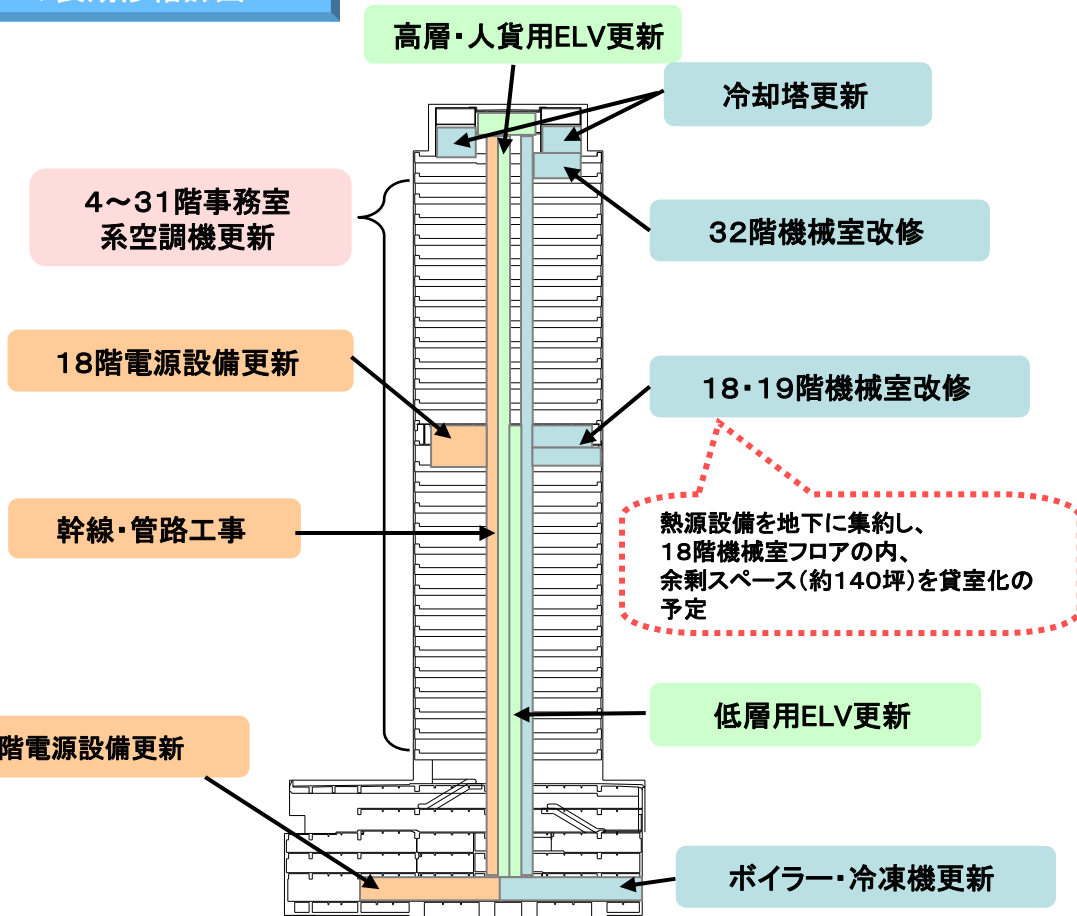 長期修繕計画
高層・人貨用ELV更新
冷却塔更新
4～31階事務室
系空調機更新
32階機械室改修
18階電源設備更新
18・19階機械室改修
幹線・管路工事
熱源設備を地下に集約し、
18階機械室フロアの内、
余剰スペース（約140坪）を貸室化の
予定
低層用ELV更新
階電源設備更新
ボイラー・冷凍機更新